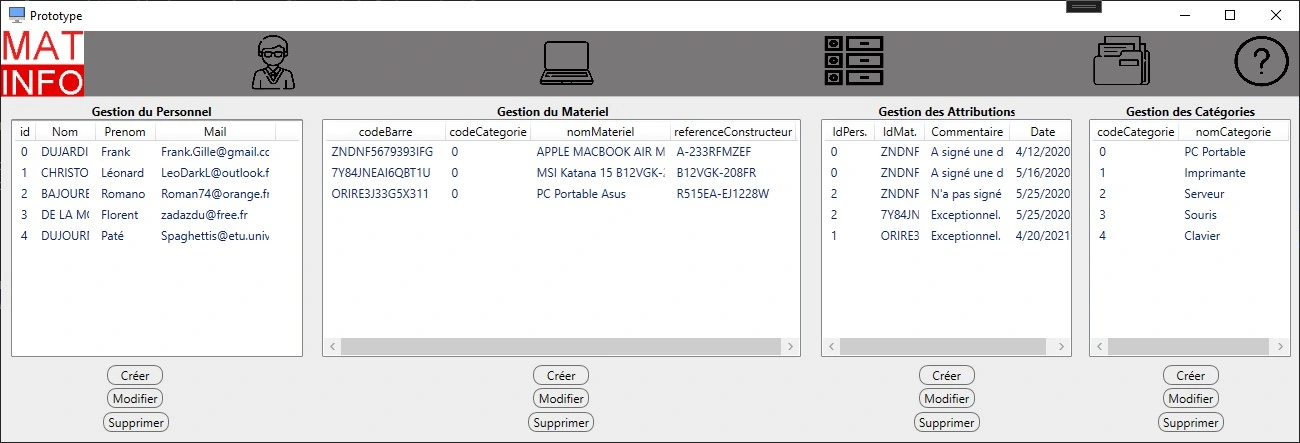 Prototype
MAT
INFO
?
Gestion du Personnel
id Nom Prenom Mail
0 DUJARDI Frank Frank.Gille@gmail.cc
1 CHRISTO Léonard LeoDarkL@outlook.f
2 BAJOURE Romano Roman74@orange.fr
3 DE LA MO Florent zadazdu@free.fr
4 DUJOURN Paté Spaghettis@etu.univ
Créer
Modifier
Supprimer
Gestion du Materiel
codeBarre codeCategorie nomMateriel referenceConstructeur
ZNDNF5679393IFG 0 APPLE MACBOOK AIR M A-233RFMZEF
7Y84JNEAI6QBT1U 0 MSI Katana 15 B12VGK-2 B12VGK-208FR
ORIRE3J33G5X311 0 PC Portable Asus R515EA-EJ1228W
Créer
Modifier
Supprimer
Gestion des Attributions
IdPers. IdMat. Commentaire Date
0 ZNDNF A signé une d 4/12/2020
0 ZNDNF A signé une d 5/16/2020
2 ZNDNF N'a pas signé 5/25/2020
2 7Y84JN Exceptionnel. 5/25/2020
1 ORIRE3 Exceptionnel. 4/20/2021
Créer
Modifier
Supprimer
Gestion des Catégories
codeCategorie nomCategorie
0 PC Portable
1 Imprimante
2 Serveur
3 Souris
4 Clavier
Créer
Modifier
Supprimer